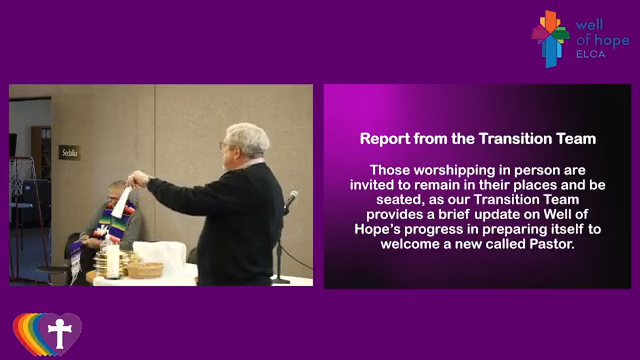 well
of hope
ELCA
Sedalia
Report from the Transition Team
Those worshipping in person are
invited to remain in their places and be
seated, as our Transition Team
provides a brief update on Well of
Hope's progress in preparing itself to
welcome a new called Pastor.